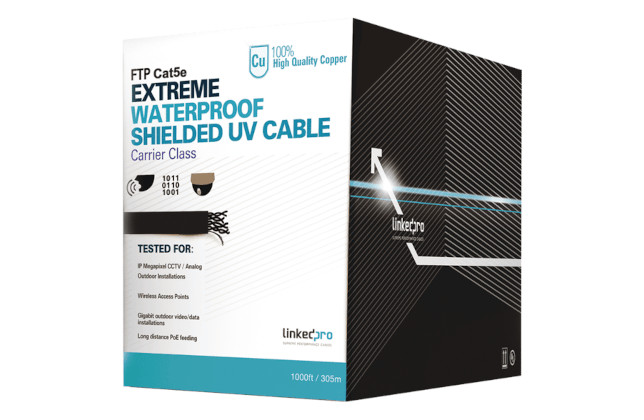 FTP Cat5e
EXTREME
WATERPROOF
SHIELDED UV CABLE
Carrier Class
Cu
100%
High Quality Copper
1011
0110
1001
TESTED FOR:
IP Megapixel CCTV / Analog
Outdoor Installations
Wireless Access Points
Gigabit outdoor video/data
installations
Long distance PoE feeding
linkedpro
1000ft / 305m
linkedpro